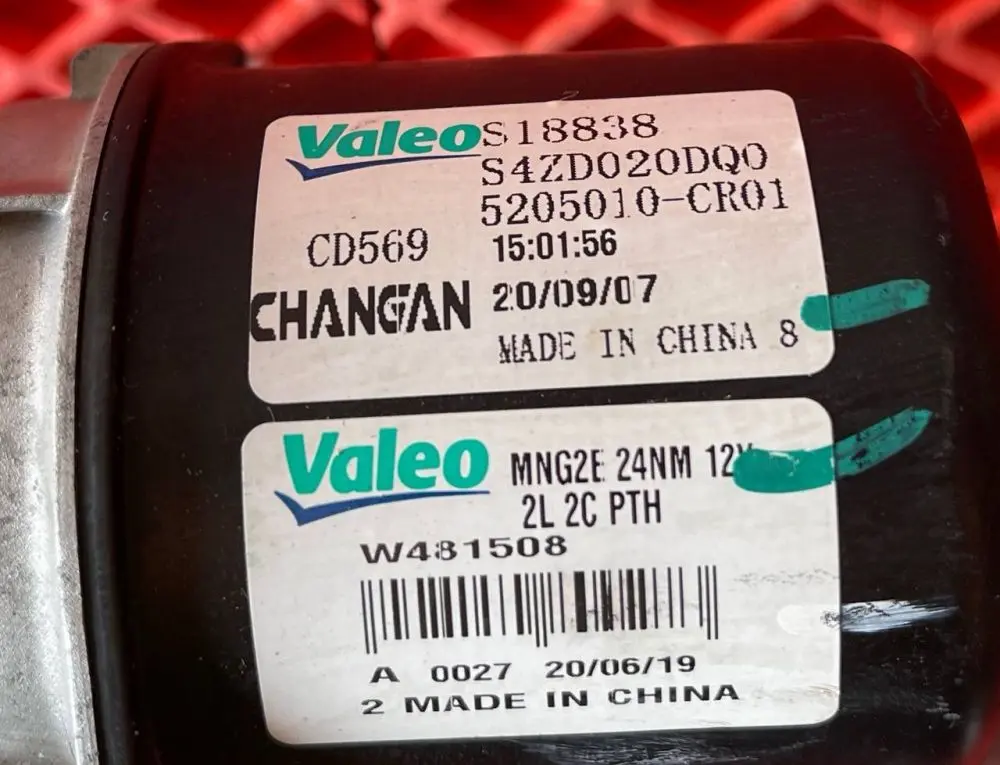 Valeo S18838
S4ZD020DQ0
5205010-CR01
CD569 15:01:56
CHANGAN 20/09/07
MADE IN CHINA 8
Valeo MNG2E 24NM 12V
2L 2C PTH
W481508
A 0027 20/06/19
2 MADE IN CHINA